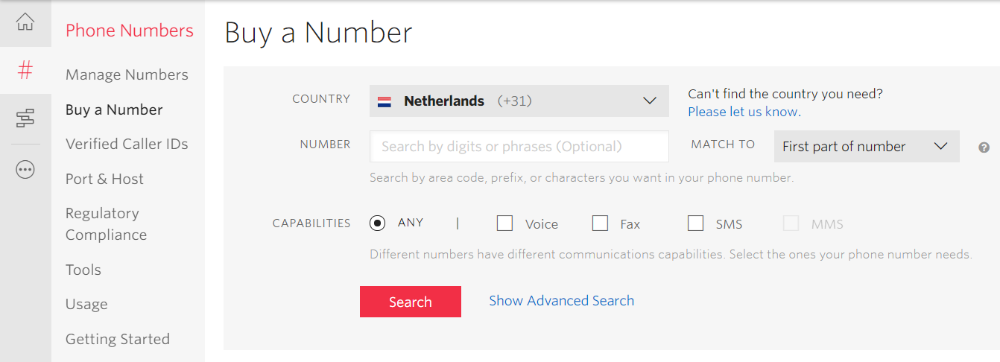 Phone Numbers
Manage Numbers
Buy a Number
Verified Caller IDs
Port & Host
Regulatory
Compliance
Tools
Usage
Getting Started
Buy a Number
COUNTRY
Netherlands (+31)
Can't find the country you need?
Please let us know.
NUMBER
Search by digits or phrases (Optional)
MATCH TO
First part of number
?
Search by area code, prefix, or characters you want in your phone number.
CAPABILITIES
ANY | Voice Fax SMS MMS
Different numbers have different communications capabilities. Select the ones your phone number needs.
Search
Show Advanced Search